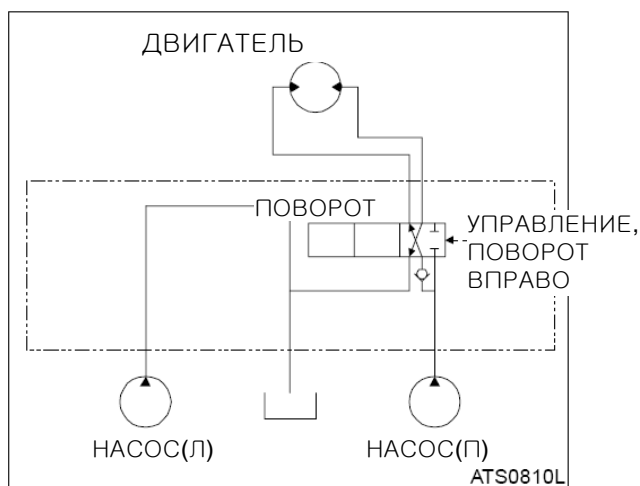 ДВИГАТЕЛЬ
ПОВОРОТ
УПРАВЛЕНИЕ,
ПОВОРОТ
ВПРАВО
НАСОС(Л)
НАСОС(П)
ATS0810L